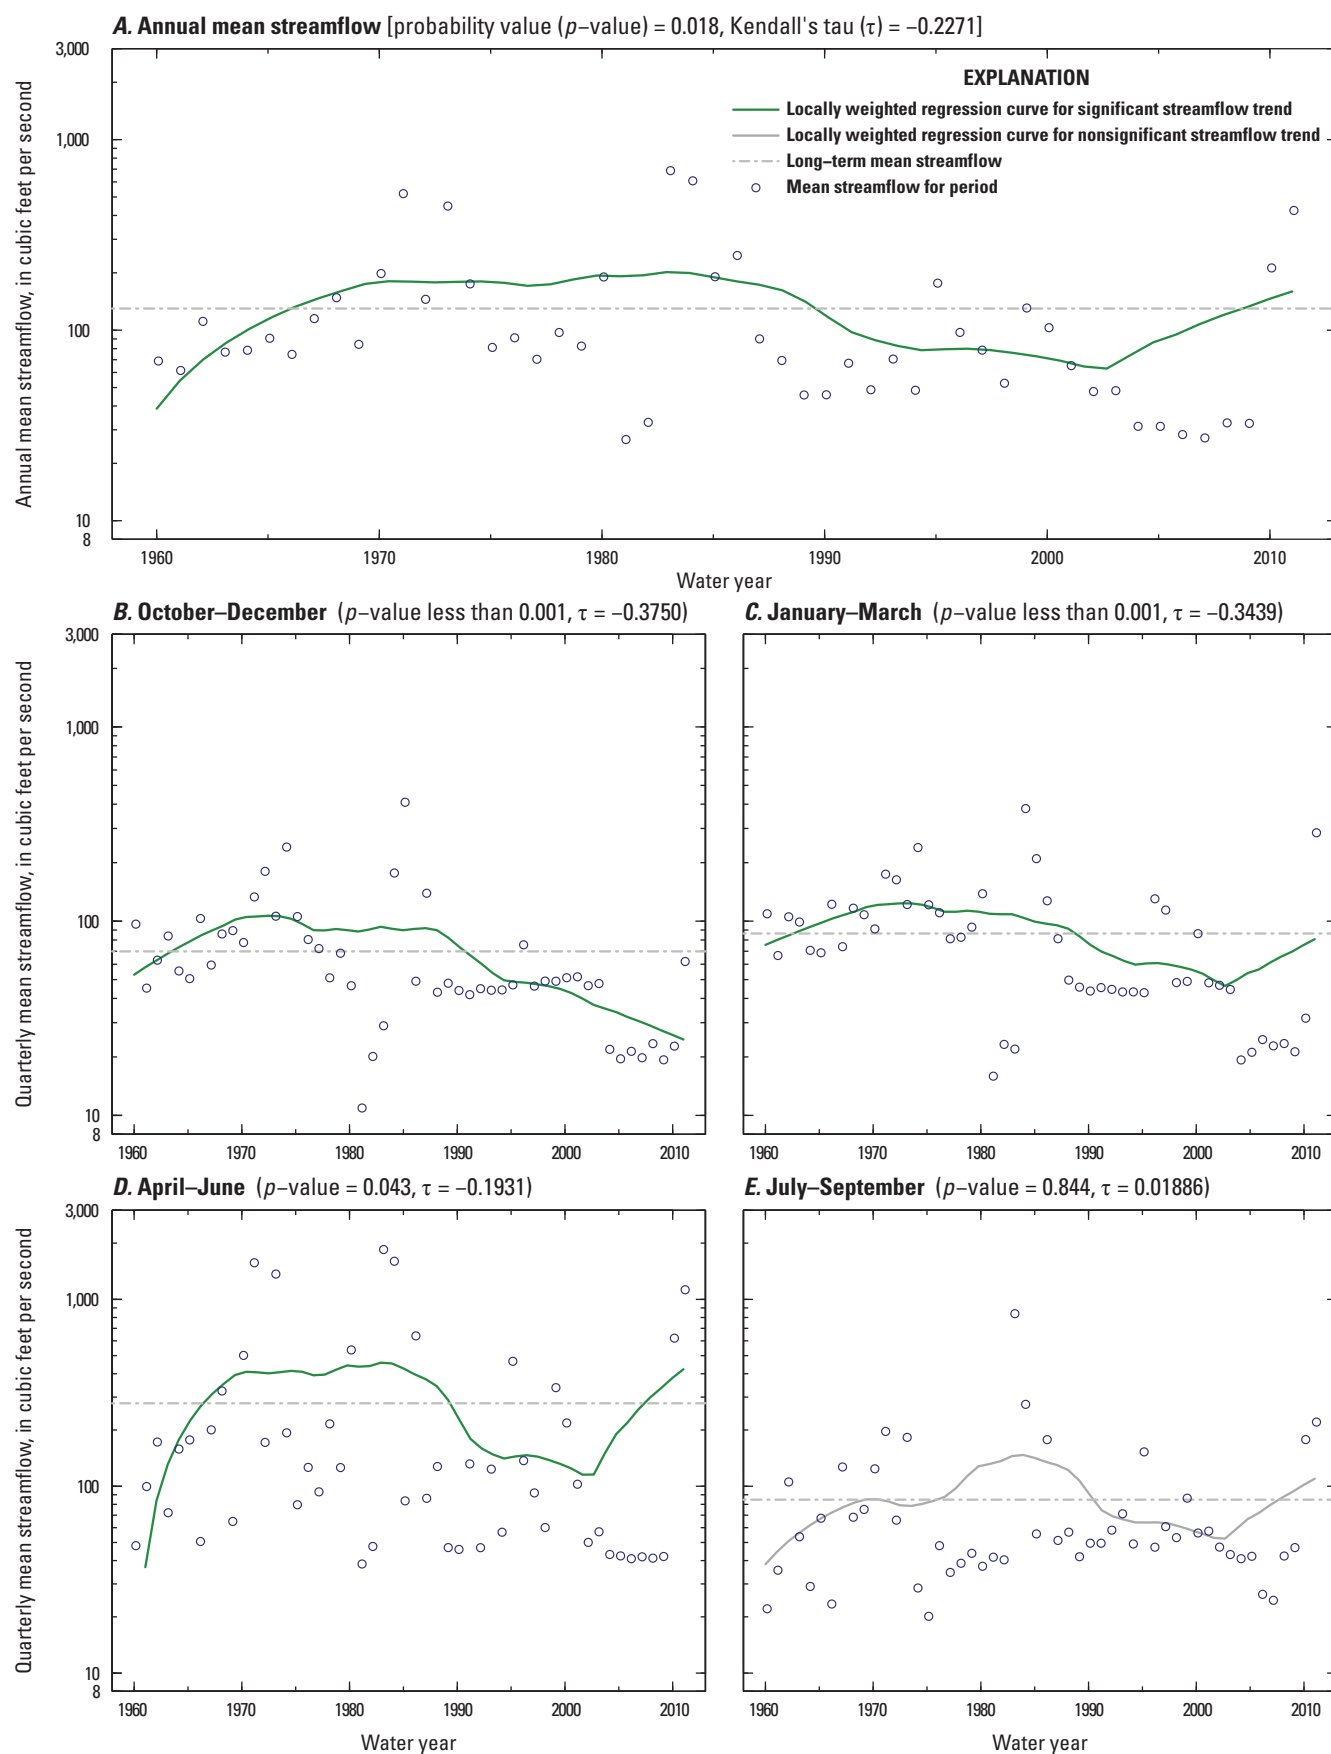 A. Annual mean streamflow [probability value (p–value) = 0.018, Kendall's tau (τ) = –0.2271]
3,000
1,000
100
10
8
Annual mean streamflow, in cubic feet per second
EXPLANATION
Locally weighted regression curve for significant streamflow trend
Locally weighted regression curve for nonsignificant streamflow trend
Long–term mean streamflow
Mean streamflow for period
1960 1970 1980 1990 2000 2010
Water year
B. October–December (p–value less than 0.001, τ = –0.3750)
C. January–March (p–value less than 0.001, τ = –0.3439)
3,000
1,000
100
10
8
Quarterly mean streamflow, in cubic feet per second
1960 1970 1980 1990 2000 2010
1960 1970 1980 1990 2000 2010
D. April–June (p–value = 0.043, τ = –0.1931)
E. July–September (p–value = 0.844, τ = 0.01886)
3,000
1,000
100
10
8
Quarterly mean streamflow, in cubic feet per second
1960 1970 1980 1990 2000 2010
1960 1970 1980 1990 2000 2010
Water year
Water year